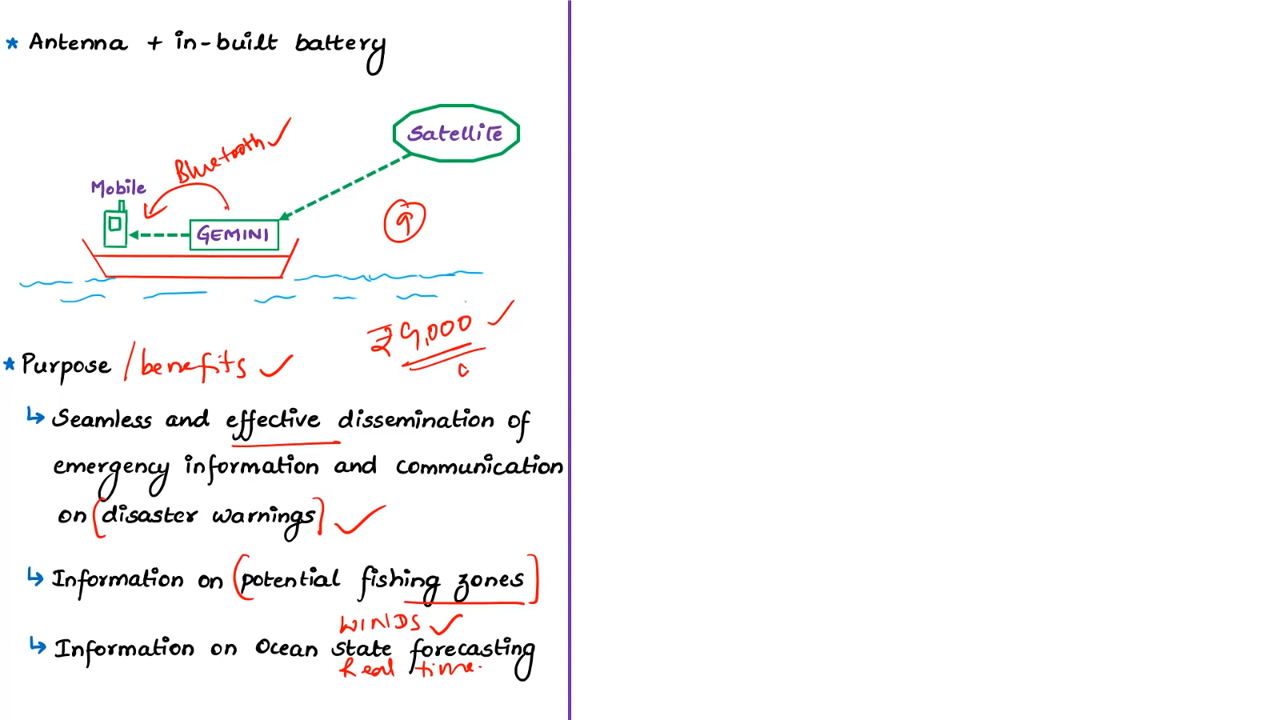 * Antenna + in-built battery
Satellite
Bluetooth
Mobile
GEMINI
₹9,000
* Purpose /benefits
↳ Seamless and effective dissemination of
emergency information and communication
on [disaster warnings]
↳ Information on [potential fishing zones]
WINDS
↳ Information on Ocean state forecasting
Real time.